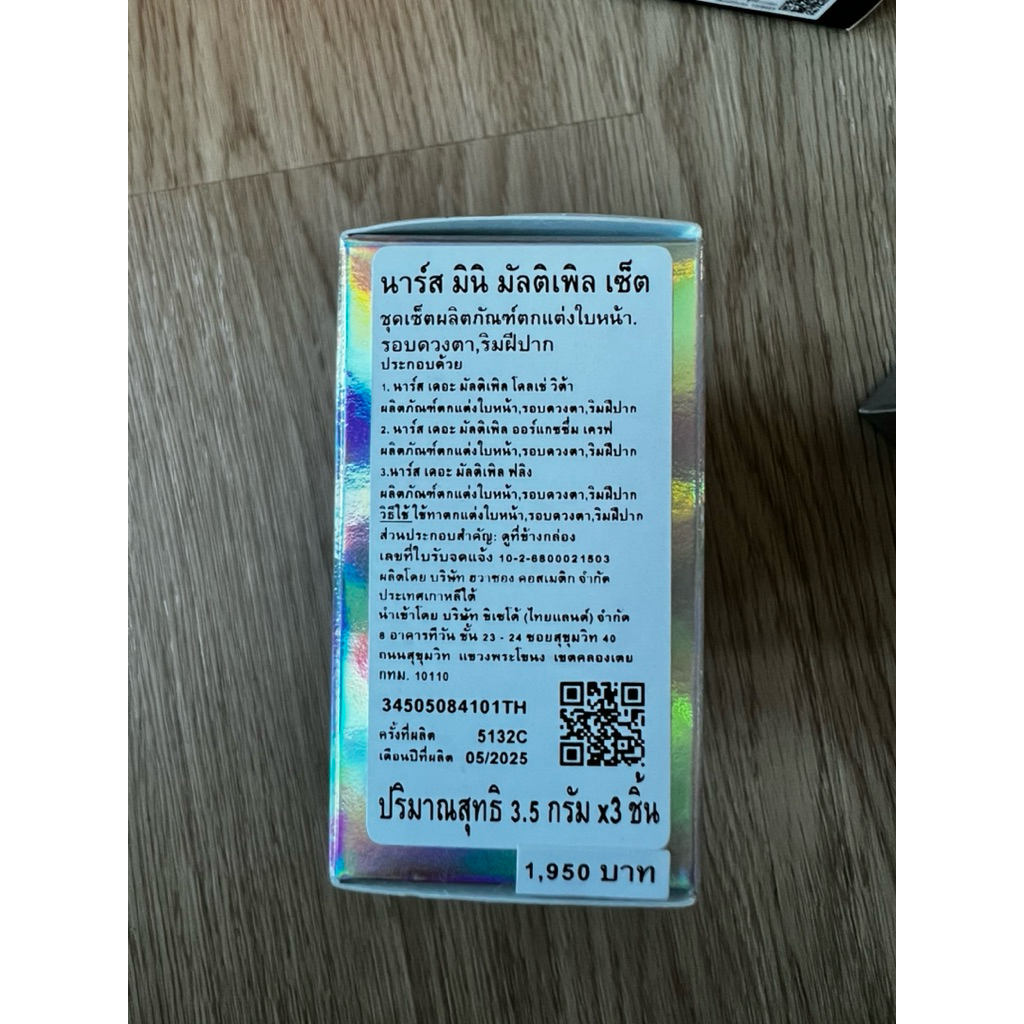 นาร์ส มินิ มัลติเพิล เซ็ต
ชุดเซ็ตผลิตภัณฑ์ตกแต่งใบหน้า.
รอบดวงตา,ริมฝีปาก
ประกอบด้วย
1. นาร์ส เดอะ มัลติเพิล โดลเช่ วิต้า
ผลิตภัณฑ์ตกแต่งใบหน้า,รอบดวงตา,ริมฝีปาก
2. นาร์ส เดอะ มัลติเพิล ออร์แกซซึ่ม เครฟ
ผลิตภัณฑ์ตกแต่งใบหน้า,รอบดวงตา,ริมฝีปาก
3.นาร์ส เดอะ มัลติเพิล ฟลิง
ผลิตภัณฑ์ตกแต่งใบหน้า,รอบดวงตา,ริมฝีปาก
วิธีใช้ ใช้ทาตกแต่งใบหน้า,รอบดวงตา,ริมฝีปาก
ส่วนประกอบสำคัญ: ดูที่ข้างกล่อง
เลขที่ใบรับจดแจ้ง 10-2-6800021503
ผลิตโดย บริษัท ฮวาซอง คอสเมติก จำกัด
ประเทศเกาหลีใต้
นำเข้าโดย บริษัท ชิเซโด้ (ไทยแลนด์) จำกัด
8 อาคารทีวัน ชั้น 23 - 24 ซอยสุขุมวิท 40
ถนนสุขุมวิท แขวงพระโขนง เขตคลองเตย
กทม. 10110
34505084101TH
ครั้งที่ผลิต 5132C
เดือนปีที่ผลิต 05/2025
ปริมาณสุทธิ 3.5 กรัม x3 ชิ้น
1,950 บาท